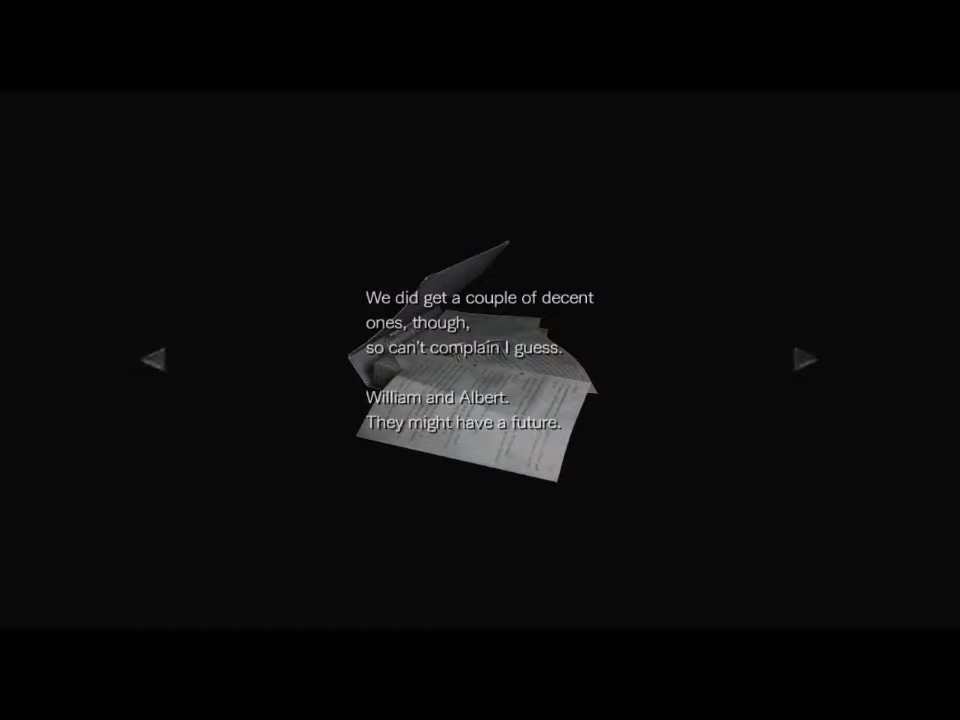 We did get a couple of decent
ones, though,
so can't complain I guess.
William and Albert.
They might have a future.